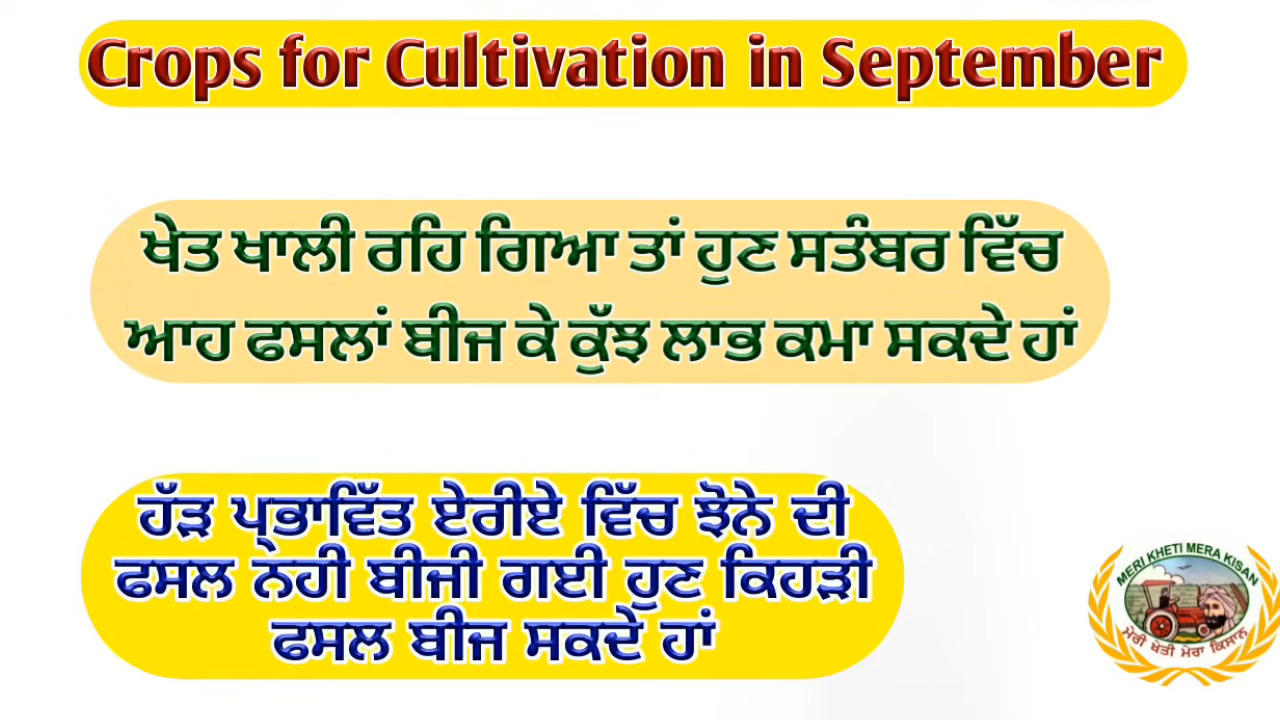 Crops for Cultivation in September
ਖੇਤ ਖਾਲੀ ਰਹਿ ਗਿਆ ਤਾਂ ਹੁਣ ਸਤੰਬਰ ਵਿੱਚ
ਆਹ ਫਸਲਾਂ ਬੀਜ ਕੇ ਕੁੱਝ ਲਾਭ ਕਮਾ ਸਕਦੇ ਹਾਂ
ਹੱੜ ਪ੍ਰਭਾਵਿੱਤ ਏਰੀਏ ਵਿੱਚ ਝੋਨੇ ਦੀ
ਫਸਲ ਨਹੀ ਬੀਜੀ ਗਈ ਹੁਣ ਕਿਹੜੀ
ਫਸਲ ਬੀਜ ਸਕਦੇ ਹਾਂ
MERI KHETI MERA KISAN
ਮੇਰੀ ਖੇਤੀ ਮੇਰਾ ਕਿਸਾਨ